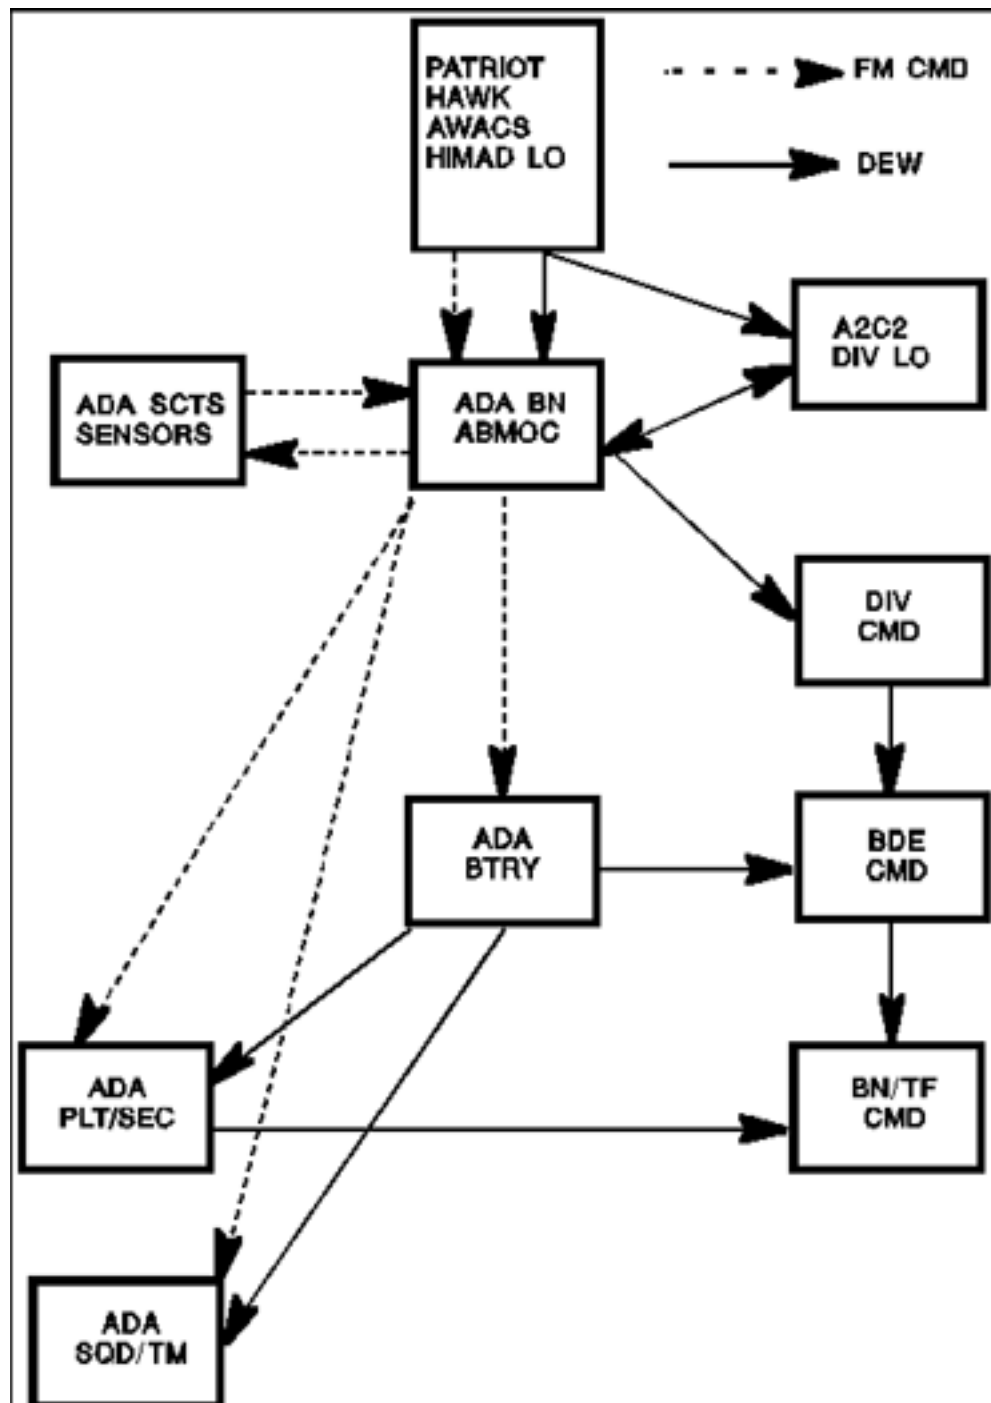 PATRIOT
HAWK
AWACS
HIMAD LO
FM CMD
DEW
A2C2
DIV LO
ADA SCTS
SENSORS
ADA BN
ABMOC
DIV
CMD
ADA
BTRY
BDE
CMD
ADA
PLT/SEC
BN/TF
CMD
ADA
SQD/TM